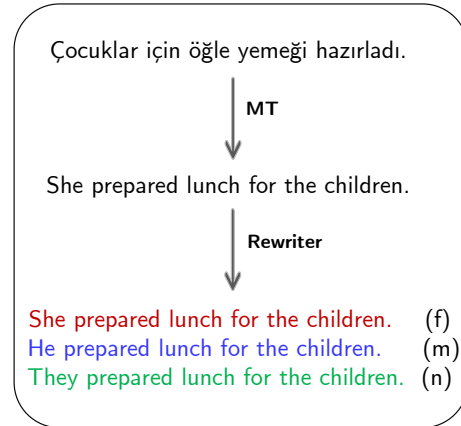 Çocuklar için öğle yemeği hazırladı.
MT
She prepared lunch for the children.
Rewriter
She prepared lunch for the children. (f)
He prepared lunch for the children. (m)
They prepared lunch for the children. (n)